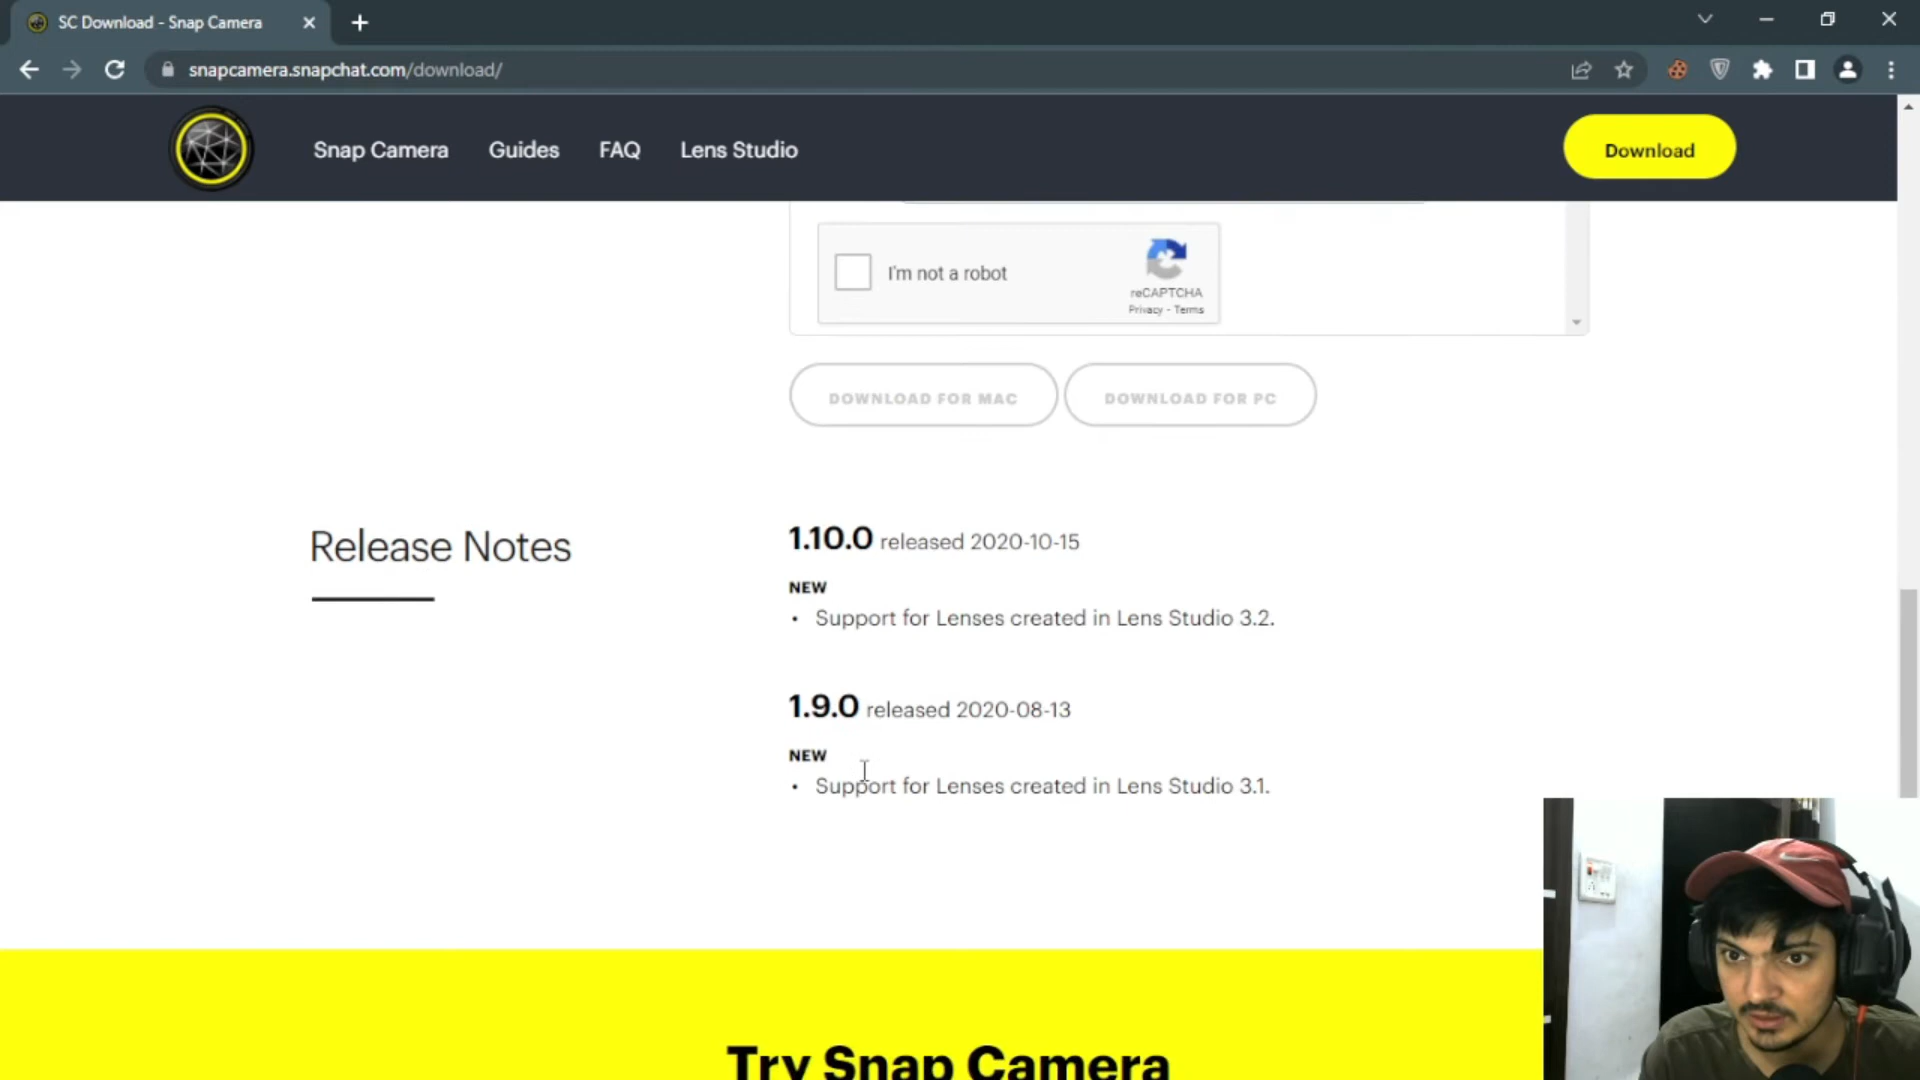 SC Download - Snap Camera
snapcamera.snapchat.com/download/
Snap Camera Guides FAQ Lens Studio Download
I'm not a robot
reCAPTCHA
Privacy - Terms
DOWNLOAD FOR MAC DOWNLOAD FOR PC
Release Notes
1.10.0 released 2020-10-15
NEW
• Support for Lenses created in Lens Studio 3.2.
1.9.0 released 2020-08-13
NEW
• Support for Lenses created in Lens Studio 3.1.
Try Snap Camera